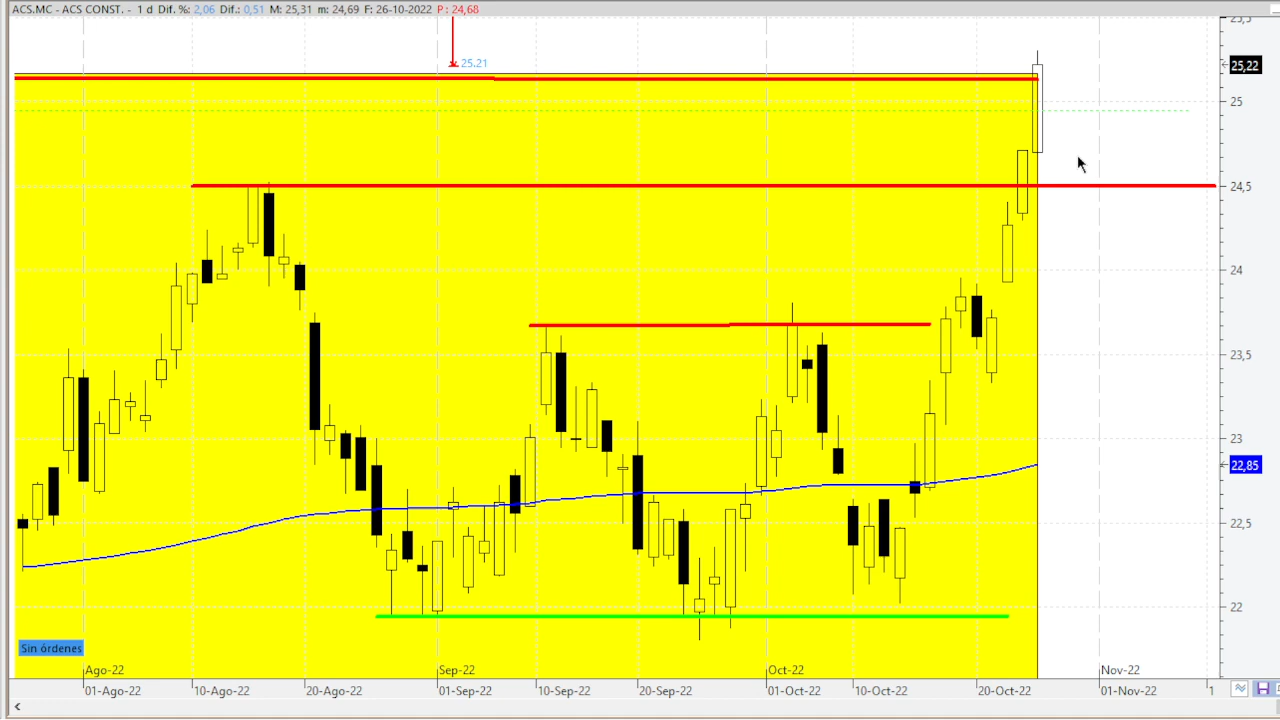 ACS.MC - ACS CONST. - 1 d Dif. %: 2,06 Dif.: 0,51 M: 25,31 m: 24,69 F: 26-10-2022 P : 24,68
23,5
25.21
25,22
25
24,5
24
23,5
23
22,85
22,5
22
Sin órdenes
Ago-22 Sep-22 Oct-22 Nov-22
01-Ago-22 10-Ago-22 20-Ago-22 01-Sep-22 10-Sep-22 20-Sep-22 01-Oct-22 10-Oct-22 20-Oct-22 01-Nov-22 1